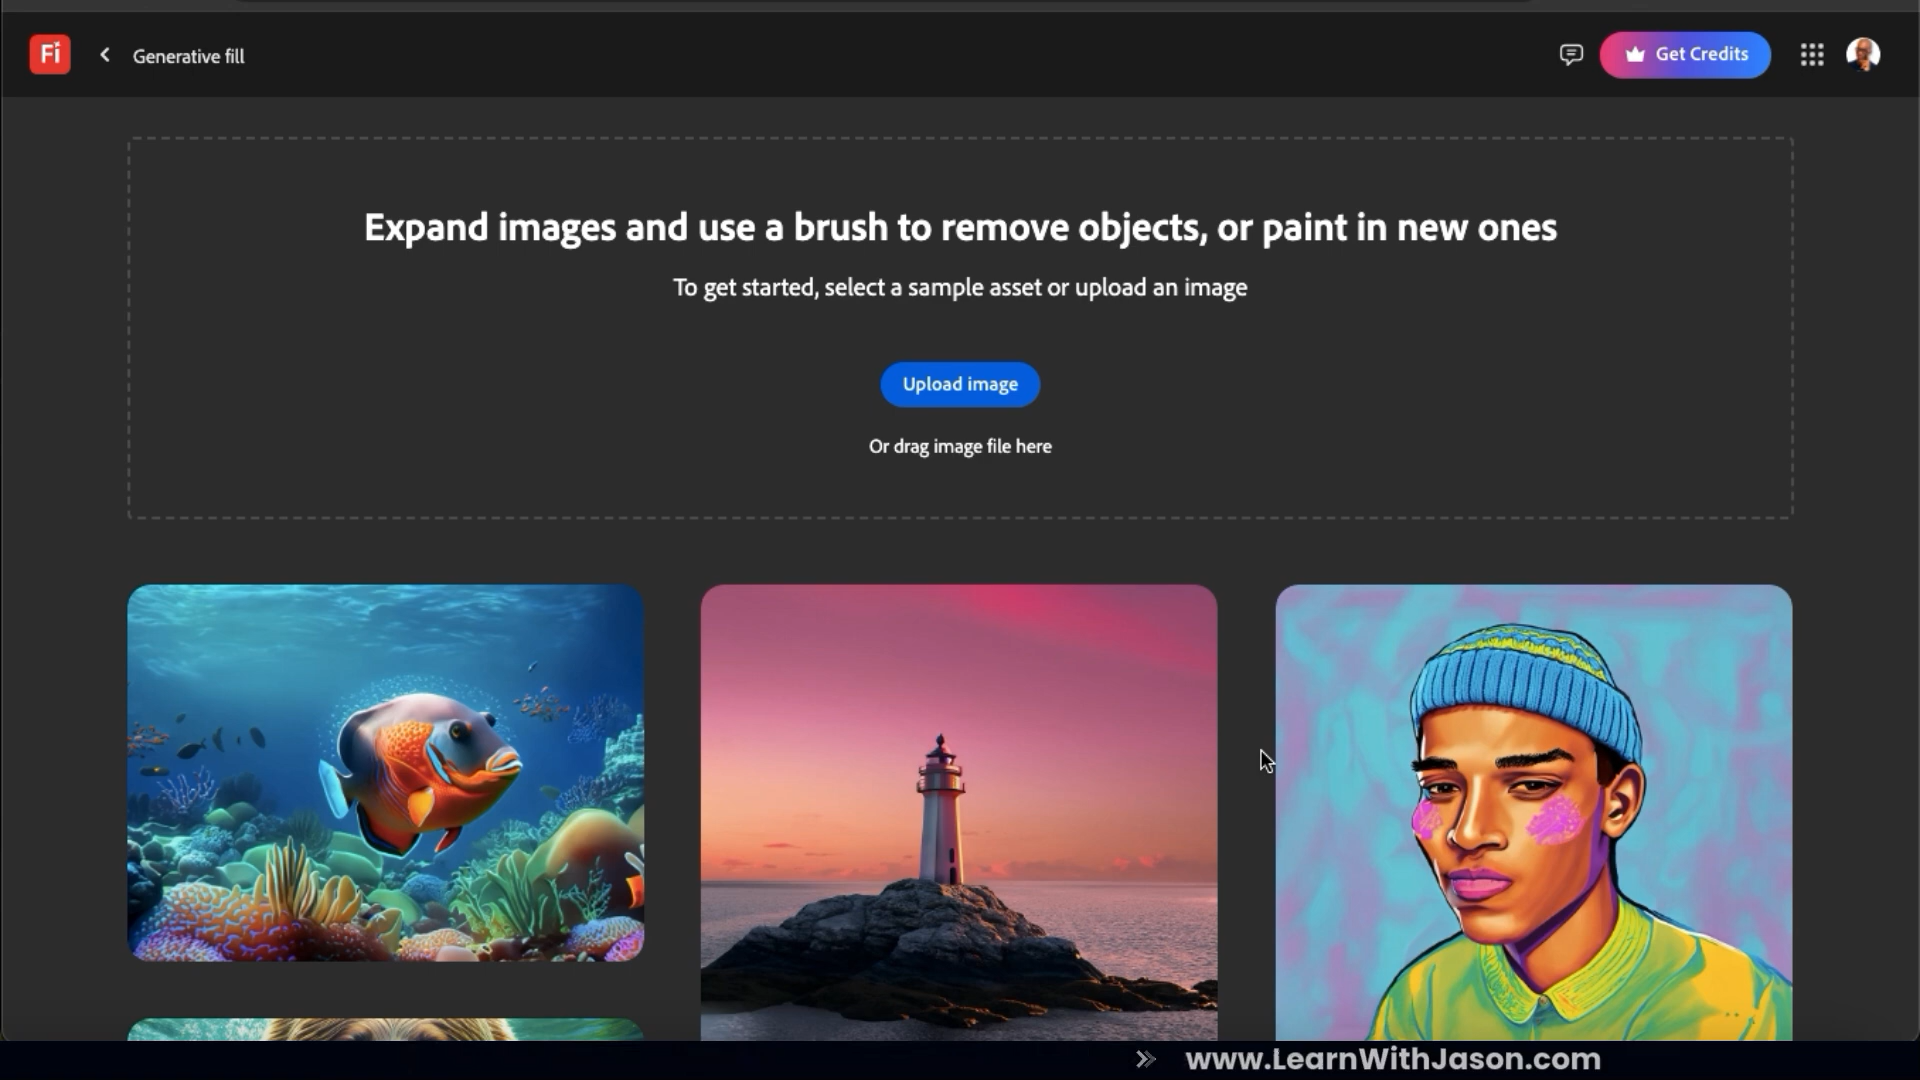 Fi
Generative fill
Get Credits
Expand images and use a brush to remove objects, or paint in new ones
To get started, select a sample asset or upload an image
Upload image
Or drag image file here
www.LearnWithJason.com